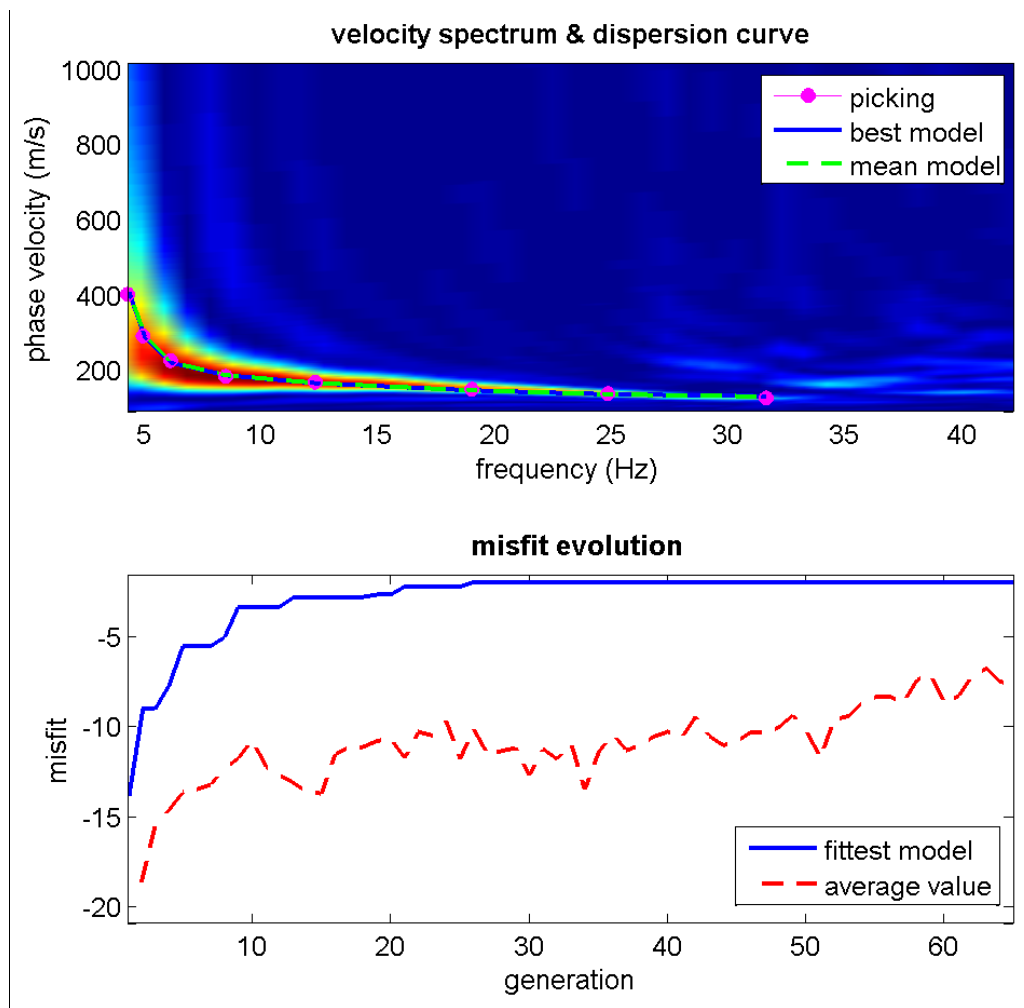 velocity spectrum & dispersion curve
phase velocity (m/s)
1000
800
600
400
200
picking
best model
mean model
5 10 15 20 25 30 35 40
frequency (Hz)
misfit evolution
misfit
-5
-10
-15
-20
fittest model
average value
10 20 30 40 50 60
generation